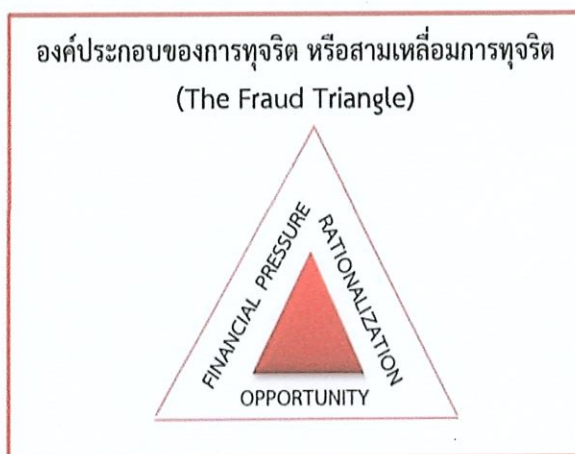 องค์ประกอบของการทุจริต หรือสามเหลื่อมการทุจริต
(The Fraud Triangle)
FINANCIAL PRESSURE
RATIONALIZATION
OPPORTUNITY